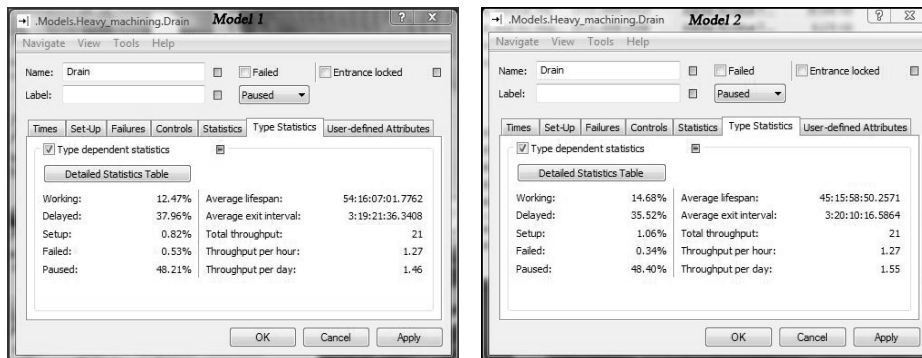 .Models.Heavy_machining.Drain Model 1 ? X
Navigate View Tools Help
Name: Drain Failed Entrance locked
Label: Paused
Times Set-Up Failures Controls Statistics Type Statistics User-defined Attributes
Type dependent statistics
Detailed Statistics Table
Working: 12.47% Average lifespan: 54:16:07:01.7762
Delayed: 37.96% Average exit interval: 3:19:21:36.3408
Setup: 0.82% Total throughput: 21
Failed: 0.53% Throughput per hour: 1.27
Paused: 48.21% Throughput per day: 1.46
OK Cancel Apply
.Models.Heavy_machining.Drain Model 2 ? X
Navigate View Tools Help
Name: Drain Failed Entrance locked
Label: Paused
Times Set-Up Failures Controls Statistics Type Statistics User-defined Attributes
Type dependent statistics
Detailed Statistics Table
Working: 14.68% Average lifespan: 45:15:58:50.2571
Delayed: 35.52% Average exit interval: 3:20:10:16.5864
Setup: 1.06% Total throughput: 21
Failed: 0.34% Throughput per hour: 1.27
Paused: 48.40% Throughput per day: 1.55
OK Cancel Apply